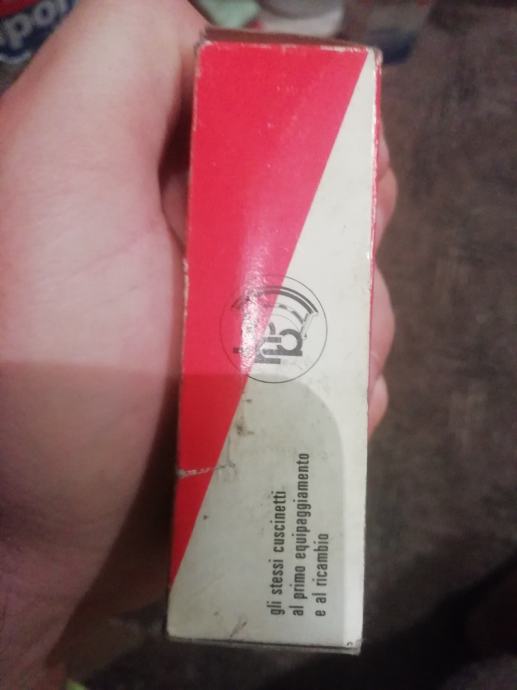 gli stessi cuscinetti
al primo equipaggiamento
e al ricambio